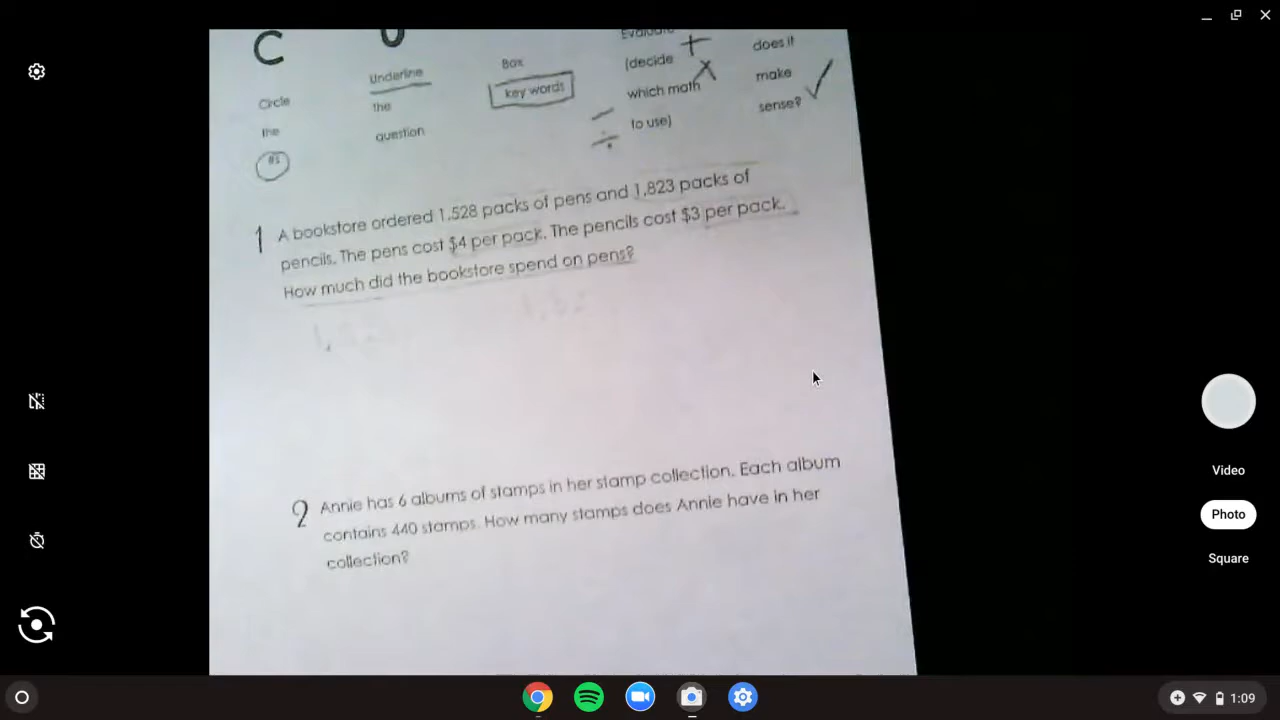 C U
Circle
the
#s
Underline
the
question
Box
key words
Evaluate
(decide
which math
to use)
does it
make
sense?
1 A bookstore ordered 1,528 packs of pens and 1,823 packs of
pencils. The pens cost $4 per pack. The pencils cost $3 per pack.
How much did the bookstore spend on pens?
2 Annie has 6 albums of stamps in her stamp collection. Each album
contains 440 stamps. How many stamps does Annie have in her
collection?
Video
Photo
Square
1:09